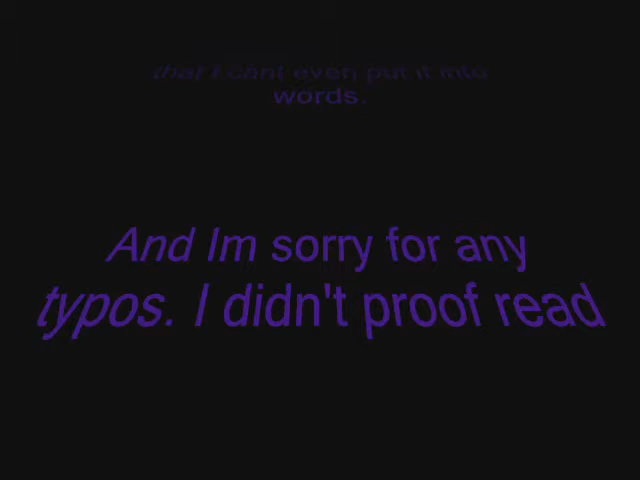 that I cant even put it into
words.
And Im sorry for any
typos. I didn't proof read